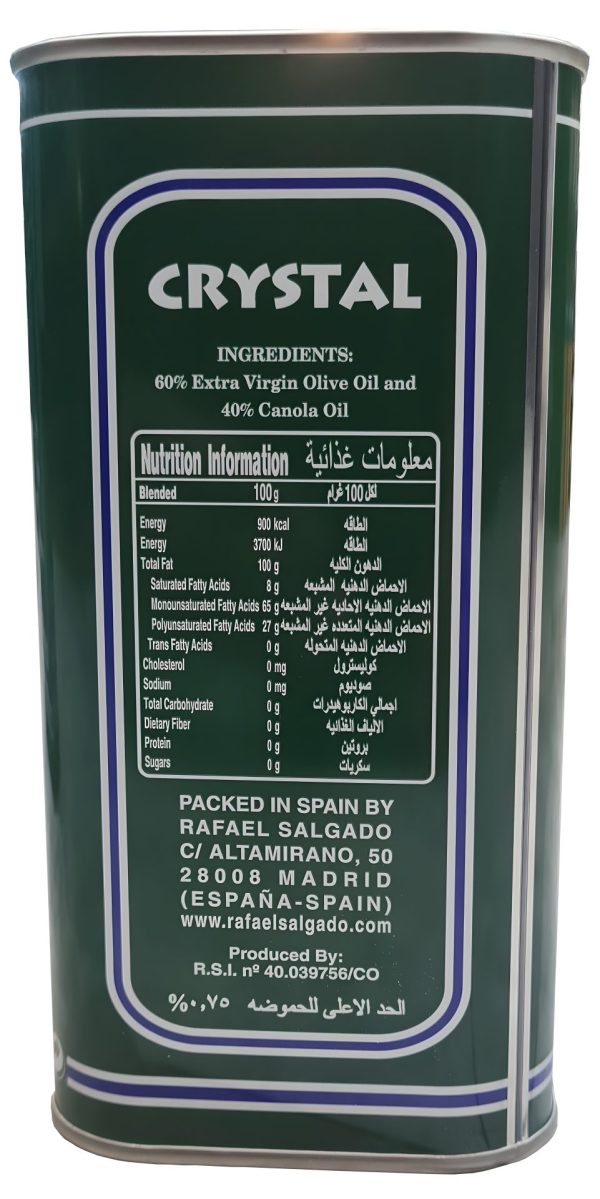 CRYSTAL
INGREDIENTS:
60% Extra Virgin Olive Oil and
40% Canola Oil
Nutrition Information معلومات غذائية
Blended 100 g لكل 100 غرام
Energy 900 kcal الطاقه
Energy 3700 kJ الطاقه
Total Fat 100 g الدهون الكليه
Saturated Fatty Acids 8 g الاحماض الدهنيه المشبعه
Monounsaturated Fatty Acids 65 g الاحماض الدهنيه الاحاديه غير المشبعه
Polyunsaturated Fatty Acids 27 g الاحماض الدهنيه المتعدده غير المشبعه
Trans Fatty Acids 0 g الاحماض الدهنيه المتحوله
Cholesterol 0 mg كوليسترول
Sodium 0 mg صوديوم
Total Carbohydrate 0 g اجمالي الكاربوهيدرات
Dietary Fiber 0 g الالياف الغذائيه
Protein 0 g بروتين
Sugars 0 g سكريات
PACKED IN SPAIN BY
RAFAEL SALGADO
C/ ALTAMIRANO, 50
28008 MADRID
(ESPAÑA-SPAIN)
www.rafaelsalgado.com
Produced By:
R.S.I. nº 40.039756/CO
الحد الاعلى للحموضه ٠,٧٥%